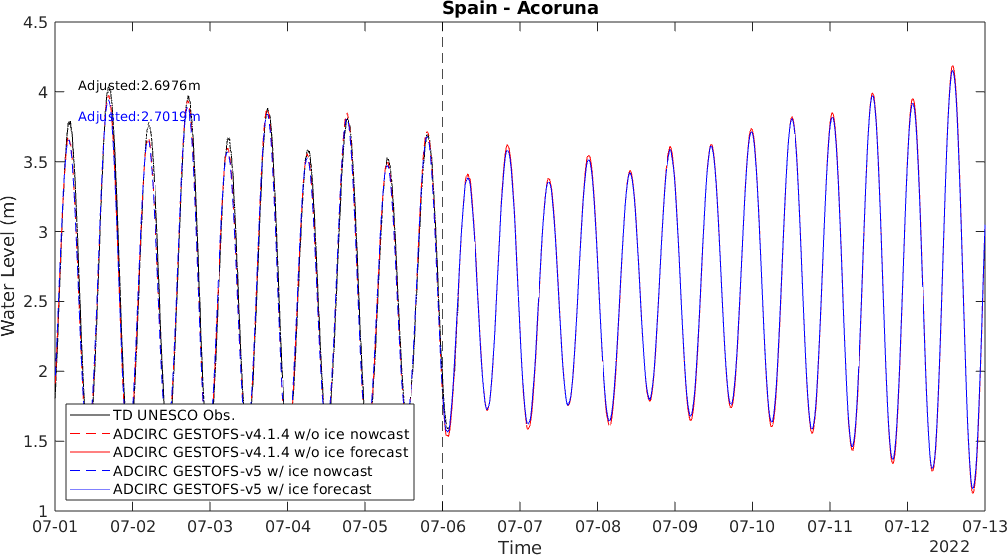 Spain - Acoruna
Water Level (m)
4.5
4
3.5
3
2.5
2
1.5
1
Adjusted:2.6976m
Adjusted:2.7019m
TD UNESCO Obs.
ADCIRC GESTOFS-v4.1.4 w/o ice nowcast
ADCIRC GESTOFS-v4.1.4 w/o ice forecast
ADCIRC GESTOFS-v5 w/ ice nowcast
ADCIRC GESTOFS-v5 w/ ice forecast
07-01 07-02 07-03 07-04 07-05 07-06 07-07 07-08 07-09 07-10 07-11 07-12 07-13
Time
2022